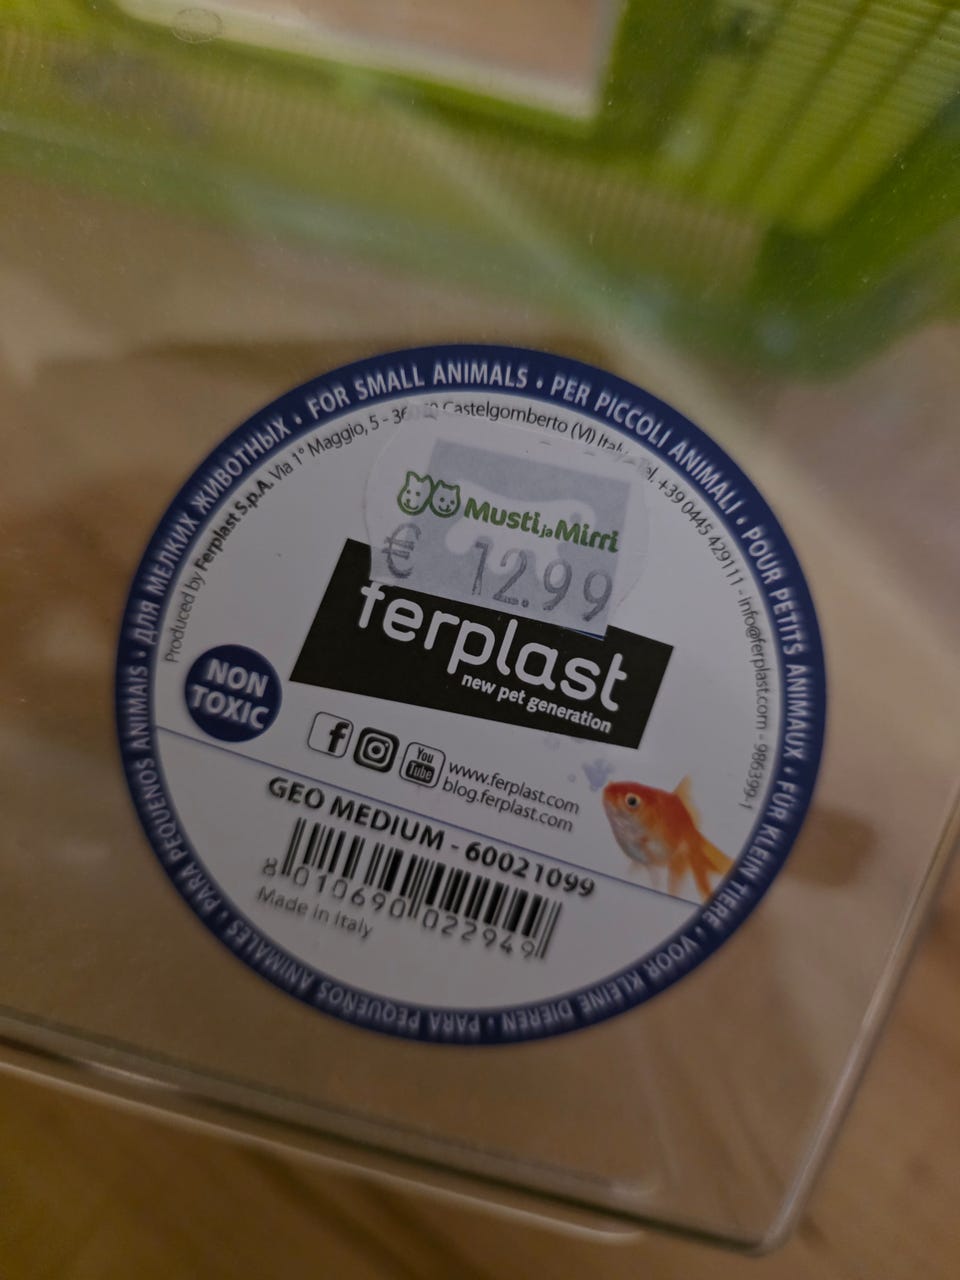 FOR SMALL ANIMALS • PER PICCOLI ANIMALI • POUR PETITS ANIMAUX • FÜR KLEIN TIERE • VOOR KLEINE DIEREN • PARA PEQUEÑOS ANIMALES • PARA PEQUENOS ANIMAIS • ДЛЯ МЕЛКИХ ЖИВОТНЫХ •
Produced by Ferplast S.p.A. Via 1° Maggio, 5 - Castelgomberto (VI) Italy +39 0445 429111 - info@ferplast.com - 986399-1
Musti ja Mirri
€ 12.99
ferplast
new pet generation
NON
TOXIC
f
You
Tube
www.ferplast.com
blog.ferplast.com
GEO MEDIUM - 60021099
8 010690 022949
Made in Italy